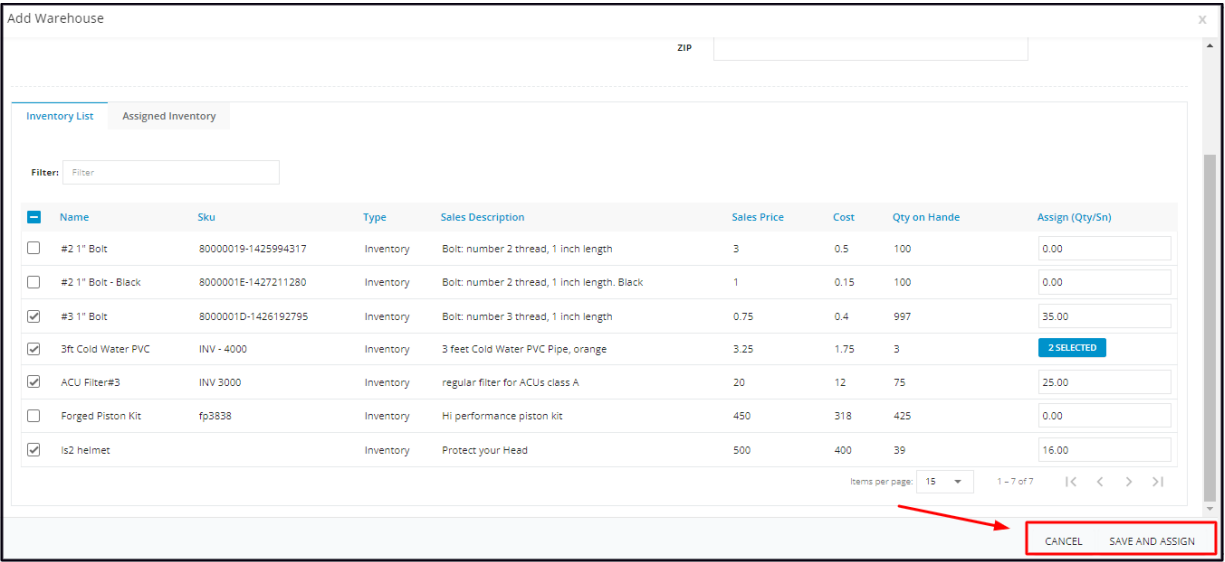 Add Warehouse X
ZIP
Inventory List Assigned Inventory
Filter: Filter
Name Sku Type Sales Description Sales Price Cost Qty on Hande Assign (Qty/Sn)
#2 1" Bolt 80000019-1425994317 Inventory Bolt: number 2 thread, 1 inch length 3 0.5 100 0.00
#2 1" Bolt - Black 8000001E-1427211280 Inventory Bolt: number 2 thread, 1 inch length. Black 1 0.15 100 0.00
#3 1" Bolt 8000001D-1426192795 Inventory Bolt: number 3 thread, 1 inch length 0.75 0.4 997 35.00
3ft Cold Water PVC INV - 4000 Inventory 3 feet Cold Water PVC Pipe, orange 3.25 1.75 3 2 SELECTED
ACU Filter#3 INV 3000 Inventory regular filter for ACUs class A 20 12 75 25.00
Forged Piston Kit fp3838 Inventory Hi performance piston kit 450 318 425 0.00
ls2 helmet Inventory Protect your Head 500 400 39 16.00
Items per page: 15 1 – 7 of 7
CANCEL SAVE AND ASSIGN